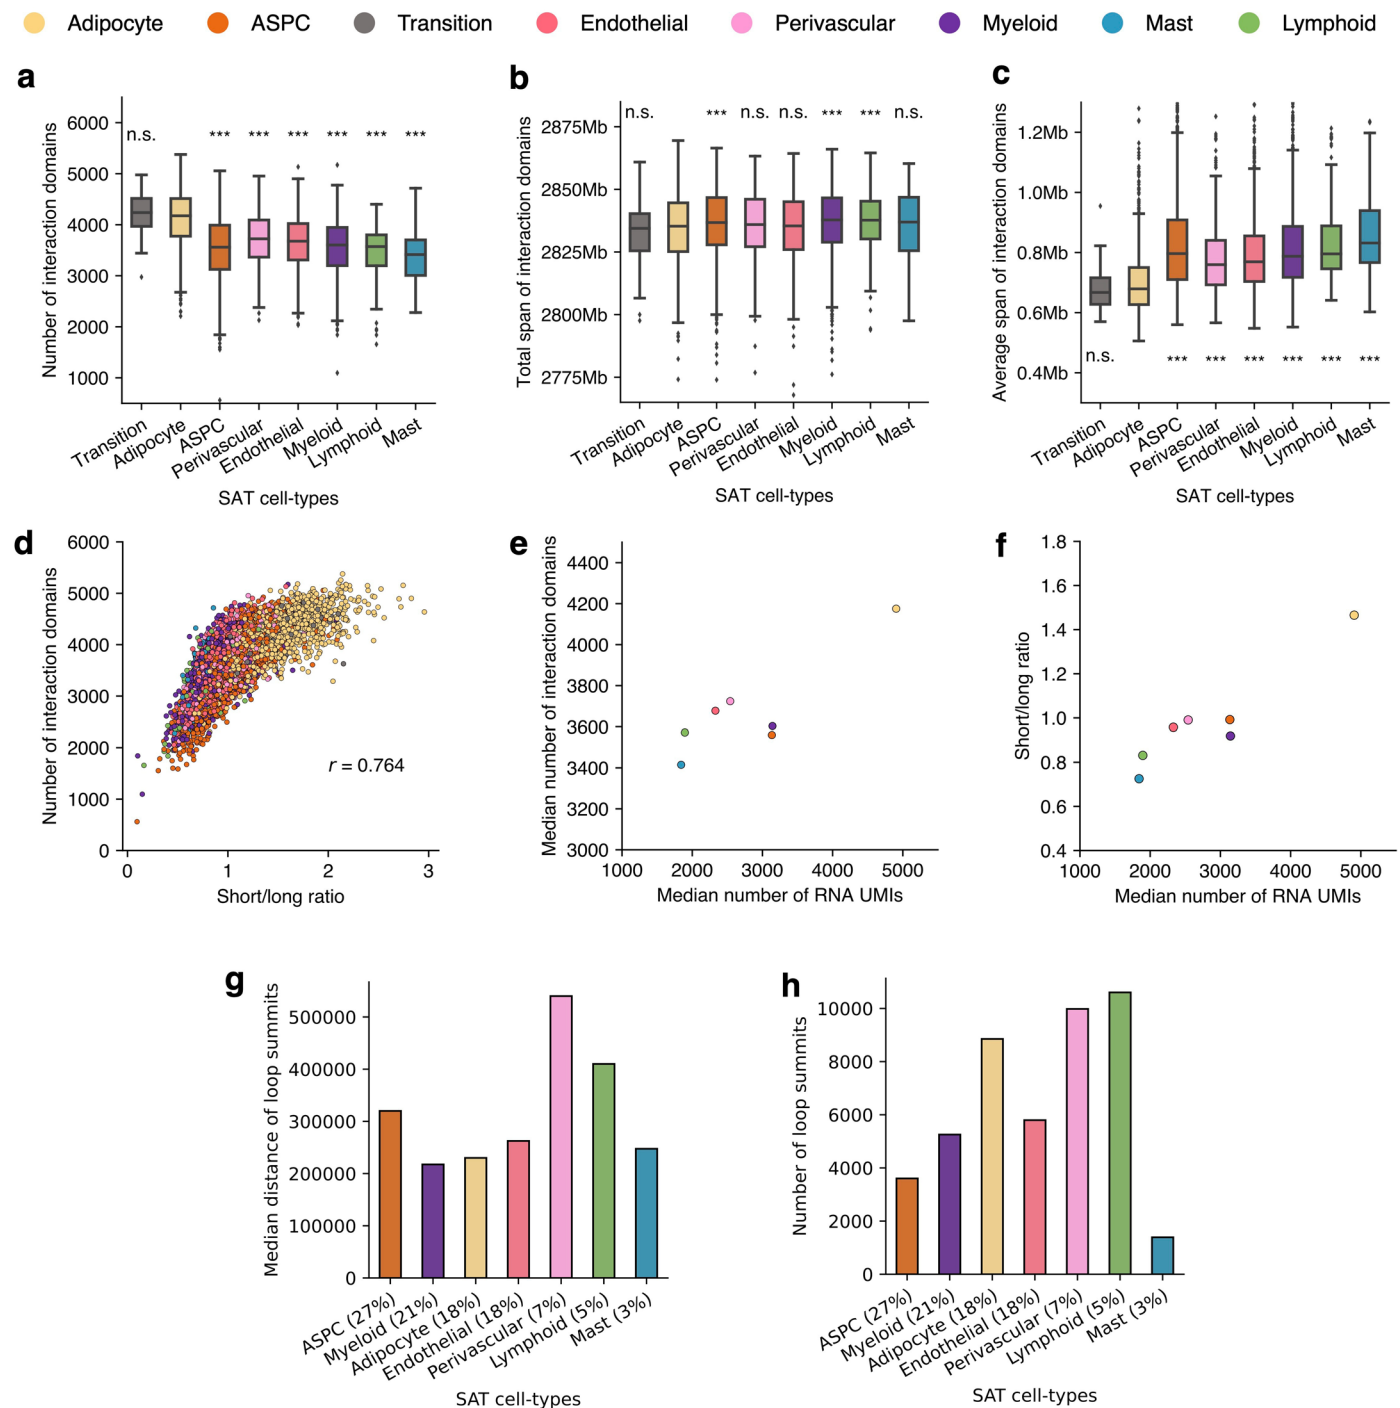 Adipocyte ASPC Transition Endothelial Perivascular Myeloid Mast Lymphoid
a
Number of interaction domains
6000
5000
4000
3000
2000
1000
n.s. *** *** *** *** *** ***
Transition Adipocyte ASPC Perivascular Endothelial Myeloid Lymphoid Mast
SAT cell-types
b
Total span of interaction domains
2875Mb
2850Mb
2825Mb
2800Mb
2775Mb
n.s. *** n.s. n.s. *** *** n.s.
Transition Adipocyte ASPC Perivascular Endothelial Myeloid Lymphoid Mast
SAT cell-types
c
Average span of interaction domains
1.2Mb
1.0Mb
0.8Mb
0.6Mb
0.4Mb
n.s. *** *** *** *** *** ***
Transition Adipocyte ASPC Perivascular Endothelial Myeloid Lymphoid Mast
SAT cell-types
d
Number of interaction domains
6000
5000
4000
3000
2000
1000
0
r = 0.764
0 1 2 3
Short/long ratio
e
Median number of interaction domains
4400
4200
4000
3800
3600
3400
3200
3000
1000 2000 3000 4000 5000
Median number of RNA UMIs
f
Short/long ratio
1.8
1.6
1.4
1.2
1.0
0.8
0.6
0.4
1000 2000 3000 4000 5000
Median number of RNA UMIs
g
Median distance of loop summits
500000
400000
300000
200000
100000
0
ASPC (27%) Myeloid (21%) Adipocyte (18%) Endothelial (18%) Perivascular (7%) Lymphoid (5%) Mast (3%)
SAT cell-types
h
Number of loop summits
10000
8000
6000
4000
2000
0
ASPC (27%) Myeloid (21%) Adipocyte (18%) Endothelial (18%) Perivascular (7%) Lymphoid (5%) Mast (3%)
SAT cell-types